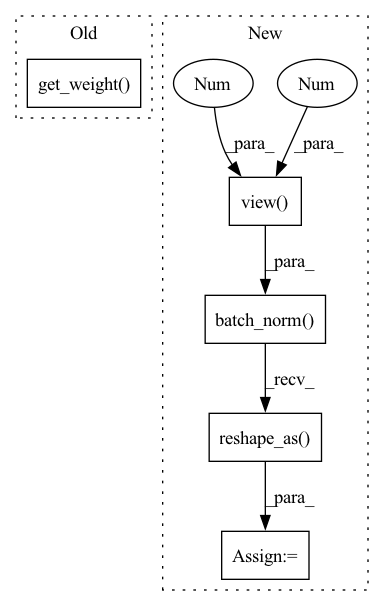 Old
New
get_weight()
Num
Num
_para_
_para_
view()
_para_
batch_norm()
_recv_
reshape_as()
_para_
Assign:=